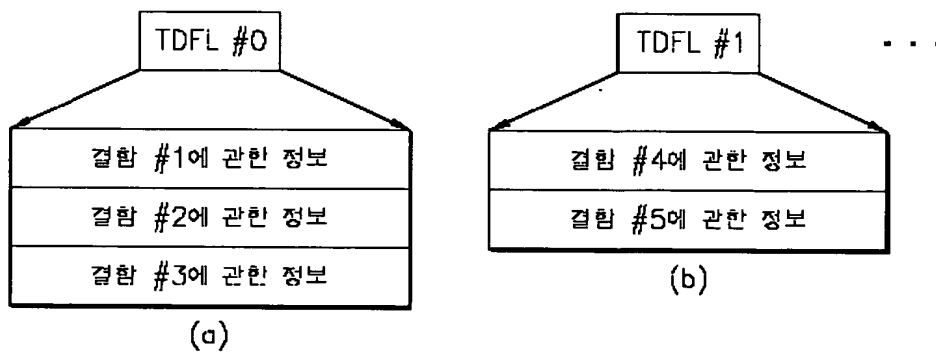 TDFL #0
결함 #1에 관한 정보
결함 #2에 관한 정보
결함 #3에 관한 정보
(a)
TDFL #1
결함 #4에 관한 정보
결함 #5에 관한 정보
(b)
. . .